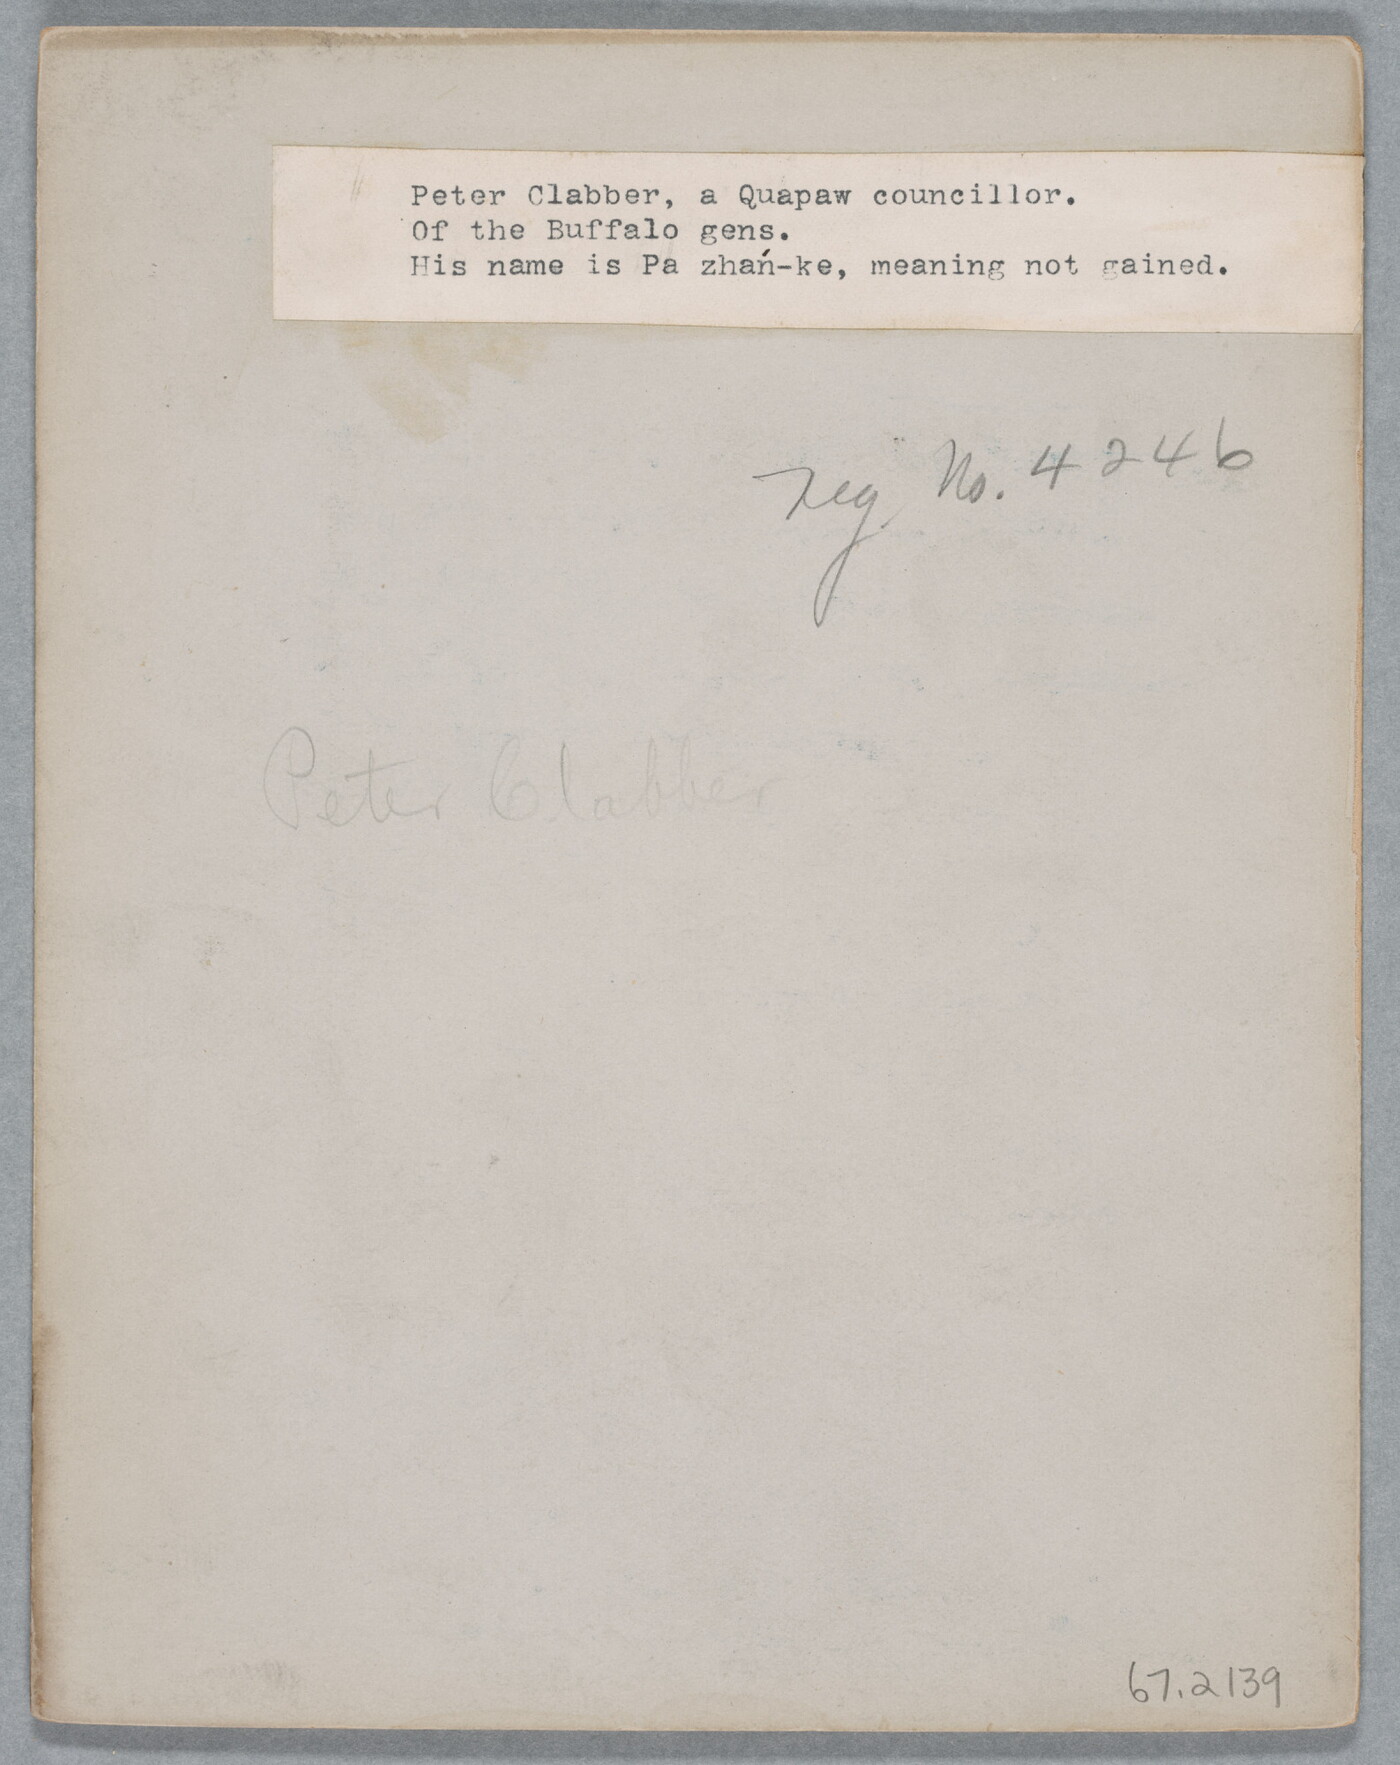 Peter Clabber, a Quapaw councillor.
Of the Buffalo gens.
His name is Pa zhań-ke, meaning not gained.
Neg. No. 4246
Peter Clabber
67.2139